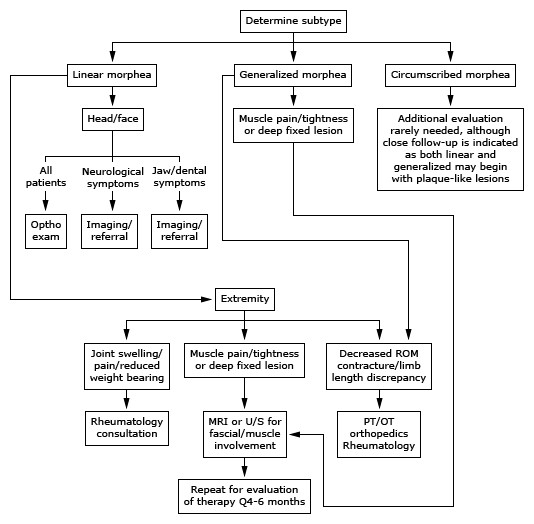 Determine subtype
Linear morphea
Generalized morphea
Circumscribed morphea
Head/face
Muscle pain/tightness
or deep fixed lesion
Additional evaluation
rarely needed, although
close follow-up is indicated
as both linear and
generalized may begin
with plaque-like lesions
All
patients
Neurological
symptoms
Jaw/dental
symptoms
Optho
exam
Imaging/
referral
Imaging/
referral
Extremity
Joint swelling/
pain/reduced
weight bearing
Muscle pain/tightness
or deep fixed lesion
Decreased ROM
contracture/limb
length discrepancy
Rheumatology
consultation
MRI or U/S for
fascial/muscle
involvement
PT/OT
orthopedics
Rheumatology
Repeat for evaluation
of therapy Q4-6 months